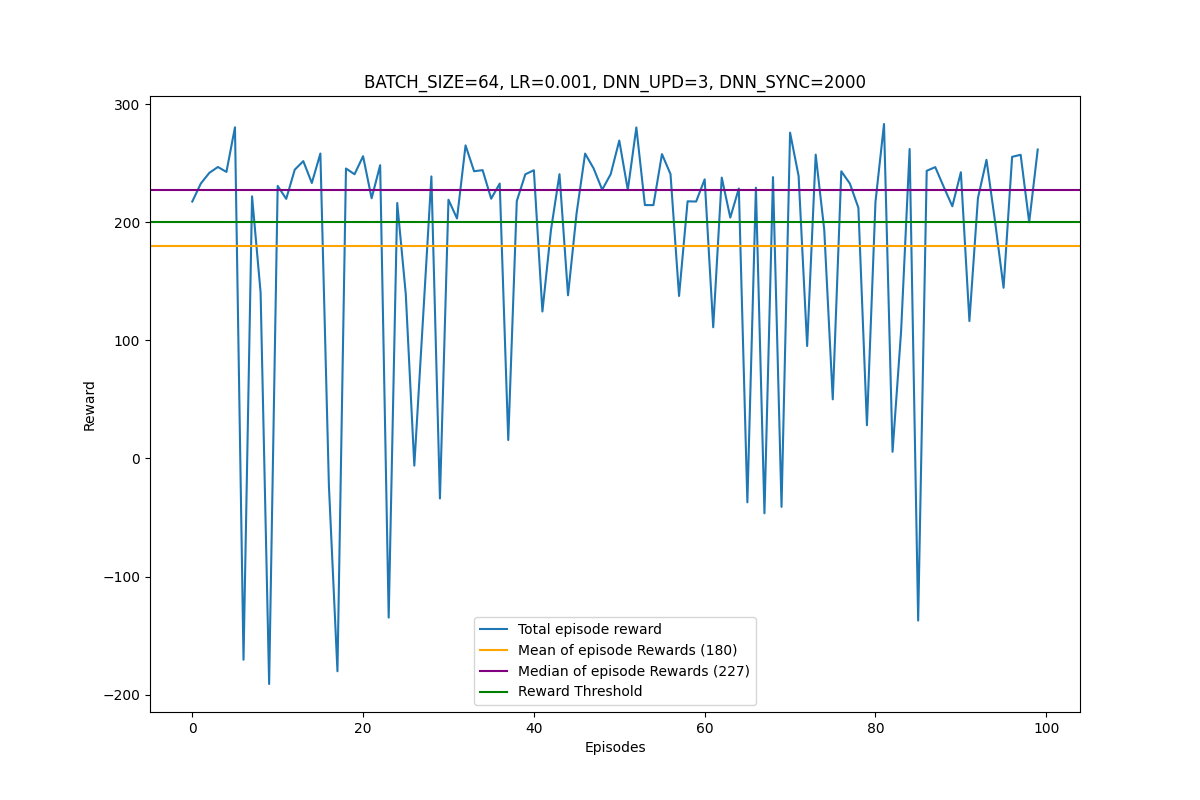 BATCH_SIZE=64, LR=0.001, DNN_UPD=3, DNN_SYNC=2000
300
200
100
0
−100
−200
Reward
Total episode reward
Mean of episode Rewards (180)
Median of episode Rewards (227)
Reward Threshold
0 20 40 60 80 100
Episodes